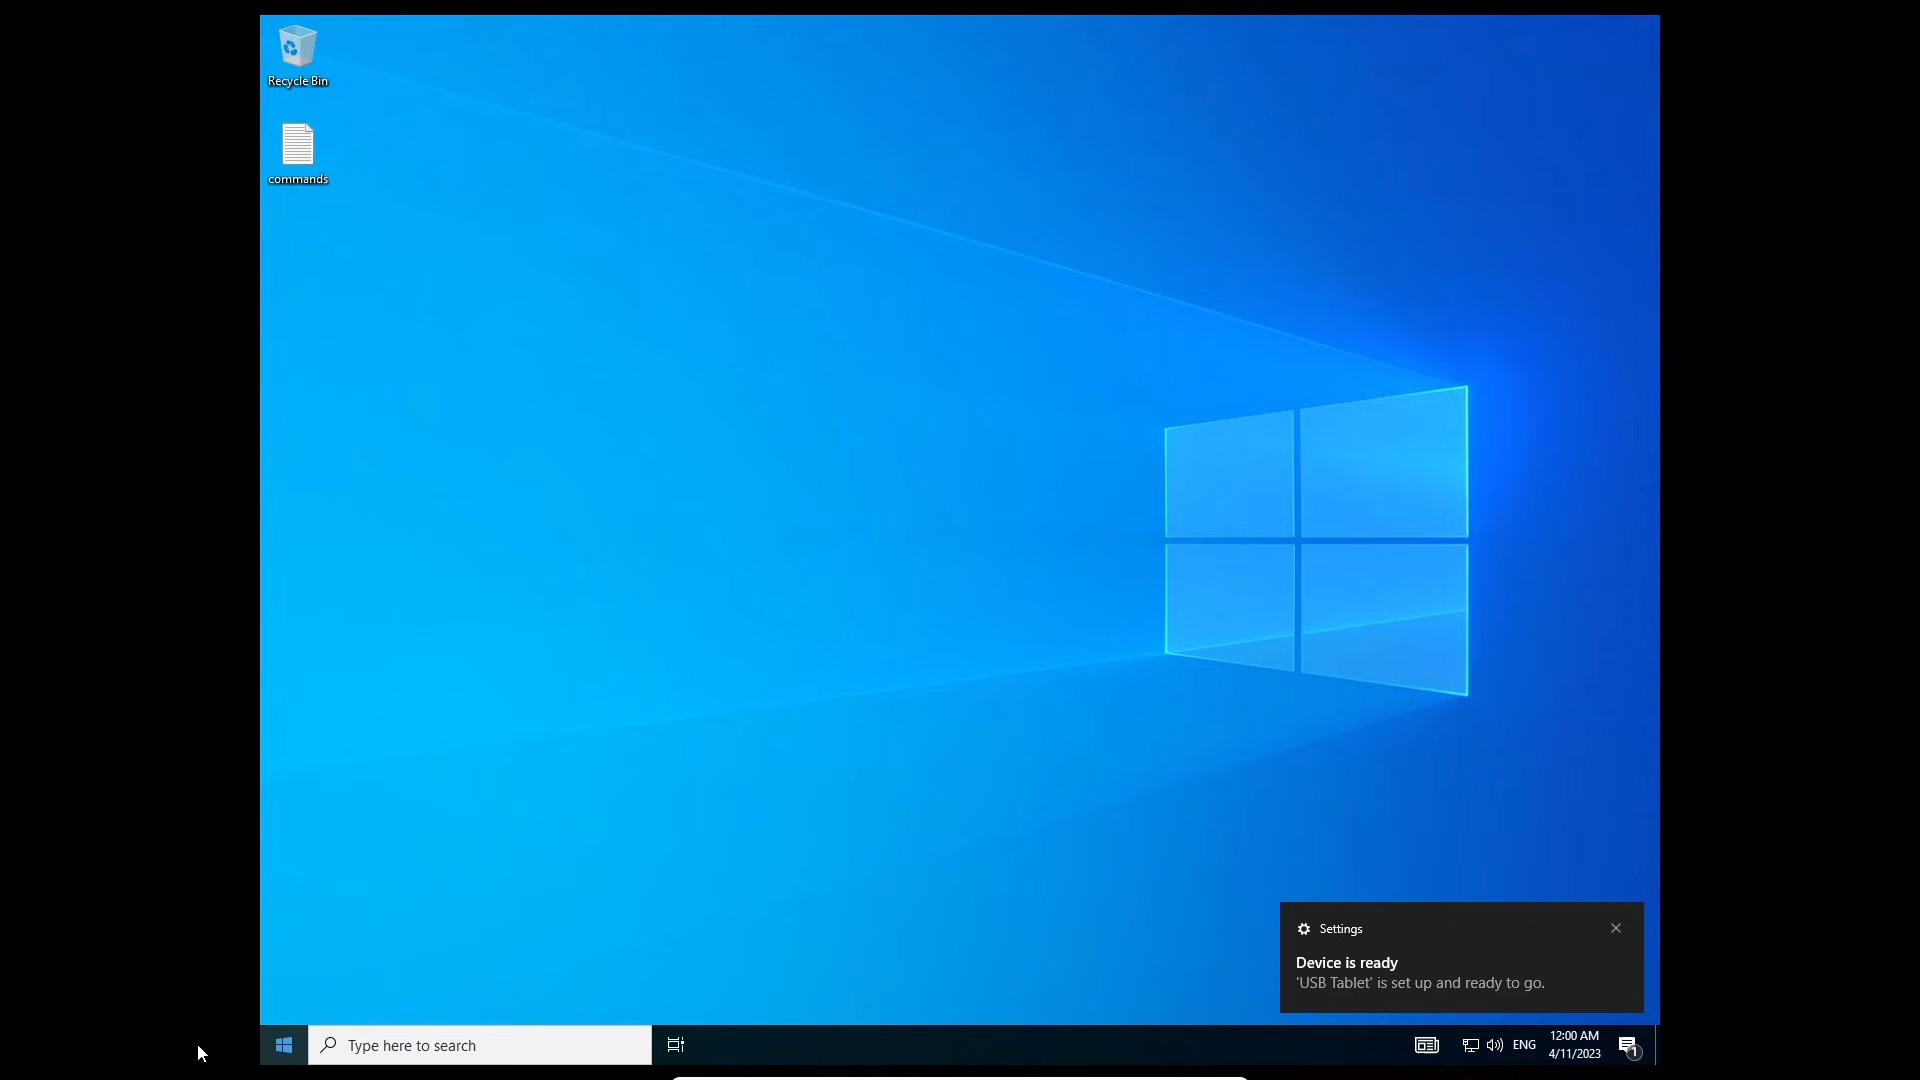 Recycle Bin
commands
Settings
Device is ready
'USB Tablet' is set up and ready to go.
Type here to search
ENG
12:00 AM
4/11/2023
1